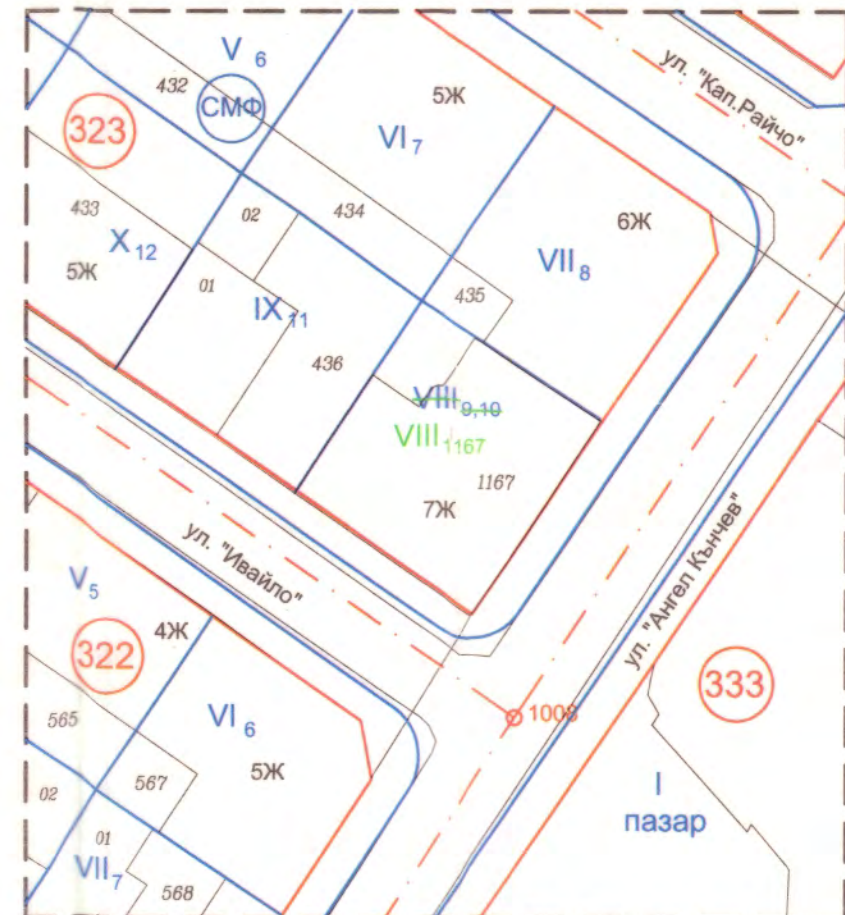 V 6
432
СМФ
5Ж
ул. "Кап.Райчо"
323
VI 7
433
02
434
6Ж
X 12
5Ж
01
IX 11
VII 8
435
436
VIII 9,10
VIII 1167
1167
7Ж
ул. "Ивайло"
ул. "Ангел Кънчев"
V 5
4Ж
322
333
565
VI 6
1008
567
5Ж
02
01
I
пазар
VII 7
568